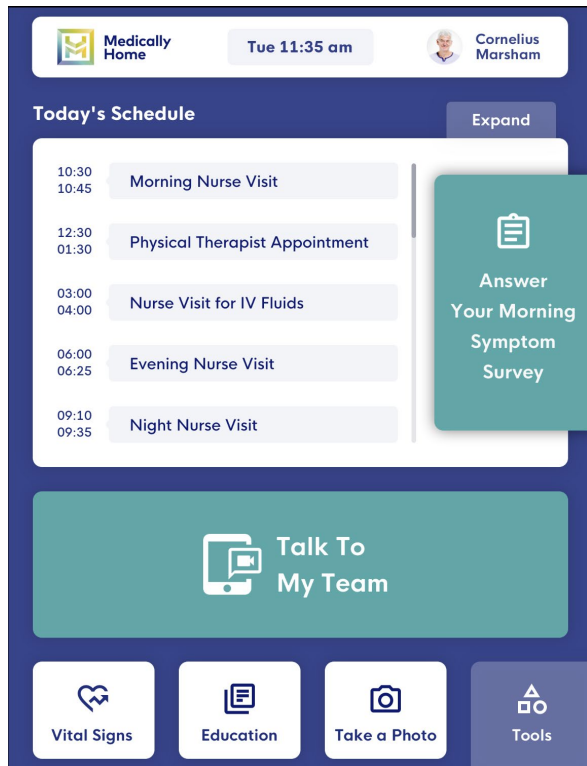 Medically
Home
Tue 11:35 am
Cornelius
Marsham
Today's Schedule
Expand
10:30
10:45
Morning Nurse Visit
12:30
01:30
Physical Therapist Appointment
03:00
04:00
Nurse Visit for IV Fluids
06:00
06:25
Evening Nurse Visit
09:10
09:35
Night Nurse Visit
Answer
Your Morning
Symptom
Survey
Talk To
My Team
Vital Signs
Education
Take a Photo
Tools